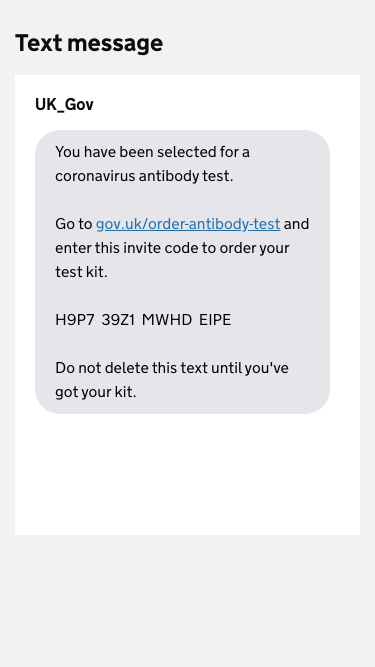 Text message
UK_Gov
You have been selected for a
coronavirus antibody test.
Go to gov.uk/order-antibody-test and
enter this invite code to order your
test kit.
H9P7 39Z1 MWHD EIPE
Do not delete this text until you've
got your kit.